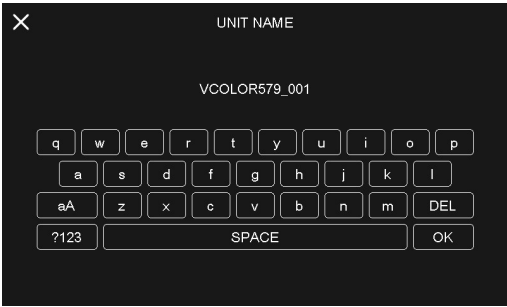 UNIT NAME
VCOLOR579_001
q w e r t y u i o p
a s d f g h j k l
aA z x c v b n m DEL
?123 SPACE OK